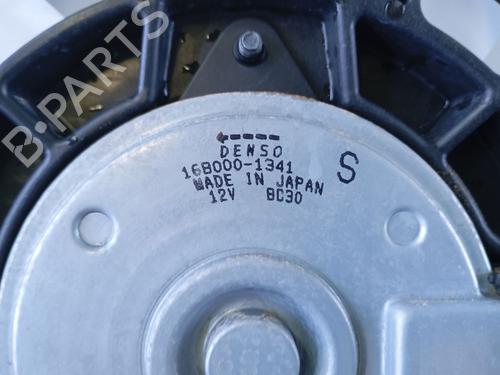 B-PARTS
DENSO
168000-1341
MADE IN JAPAN
12V BC30
S